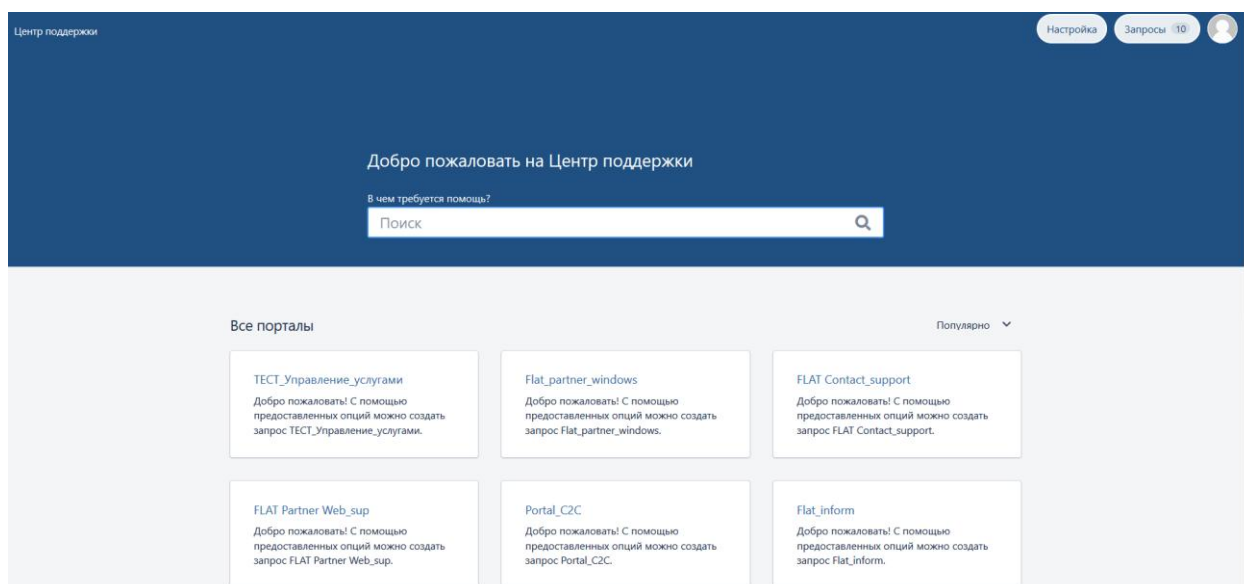 Центр поддержки
Настройка
Запросы 10
Добро пожаловать на Центр поддержки
В чем требуется помощь?
Поиск
Все порталы
Популярно
ТЕСТ_Управление_услугами
Добро пожаловать! С помощью
предоставленных опций можно создать
запрос ТЕСТ_Управление_услугами.
Flat_partner_windows
Добро пожаловать! С помощью
предоставленных опций можно создать
запрос Flat_partner_windows.
FLAT Contact_support
Добро пожаловать! С помощью
предоставленных опций можно создать
запрос FLAT Contact_support.
FLAT Partner Web_sup
Добро пожаловать! С помощью
предоставленных опций можно создать
запрос FLAT Partner Web_sup.
Portal_C2C
Добро пожаловать! С помощью
предоставленных опций можно создать
запрос Portal_C2C.
Flat_inform
Добро пожаловать! С помощью
предоставленных опций можно создать
запрос Flat_inform.